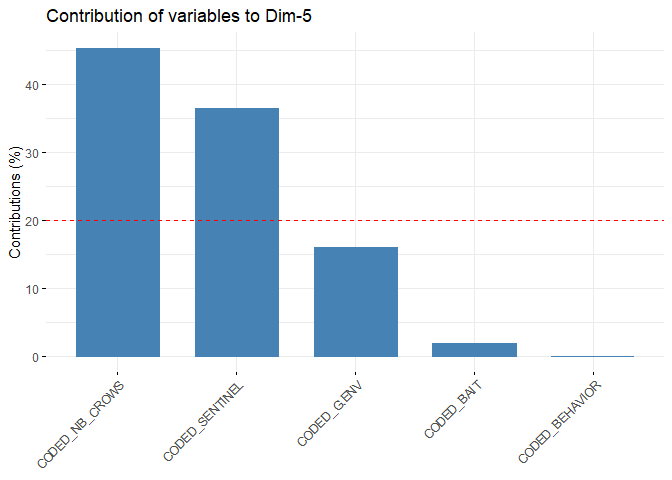 Contribution of variables to Dim-5
Contributions (%)
40
30
20
10
0
CODED_NB_CROWS
CODED_SENTINEL
CODED_G.ENV
CODED_BAIT
CODED_BEHAVIOR